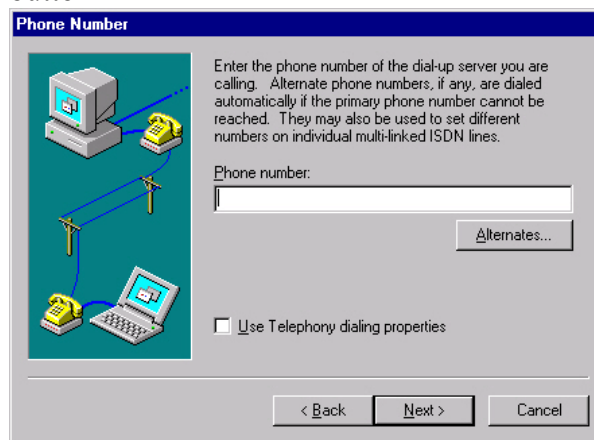 Phone Number
Enter the phone number of the dial-up server you are
calling. Alternate phone numbers, if any, are dialed
automatically if the primary phone number cannot be
reached. They may also be used to set different
numbers on individual multi-linked ISDN lines.
Phone number:
Alternates...
Use Telephony dialing properties
< Back
Next >
Cancel